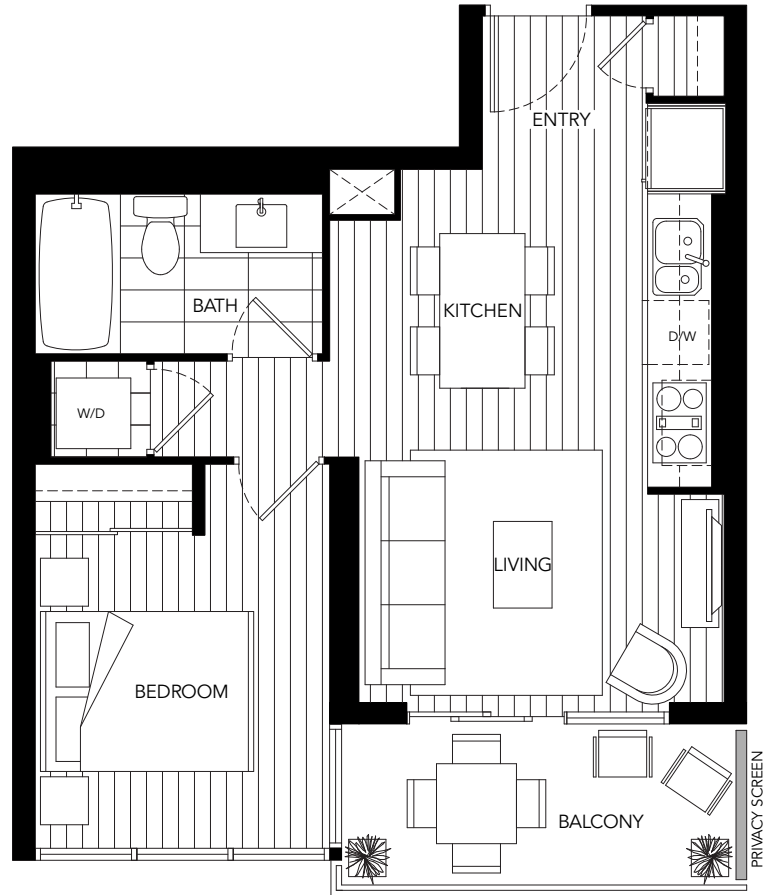 ENTRY
BATH
KITCHEN
D/W
W/D
LIVING
BEDROOM
BALCONY
PRIVACY SCREEN